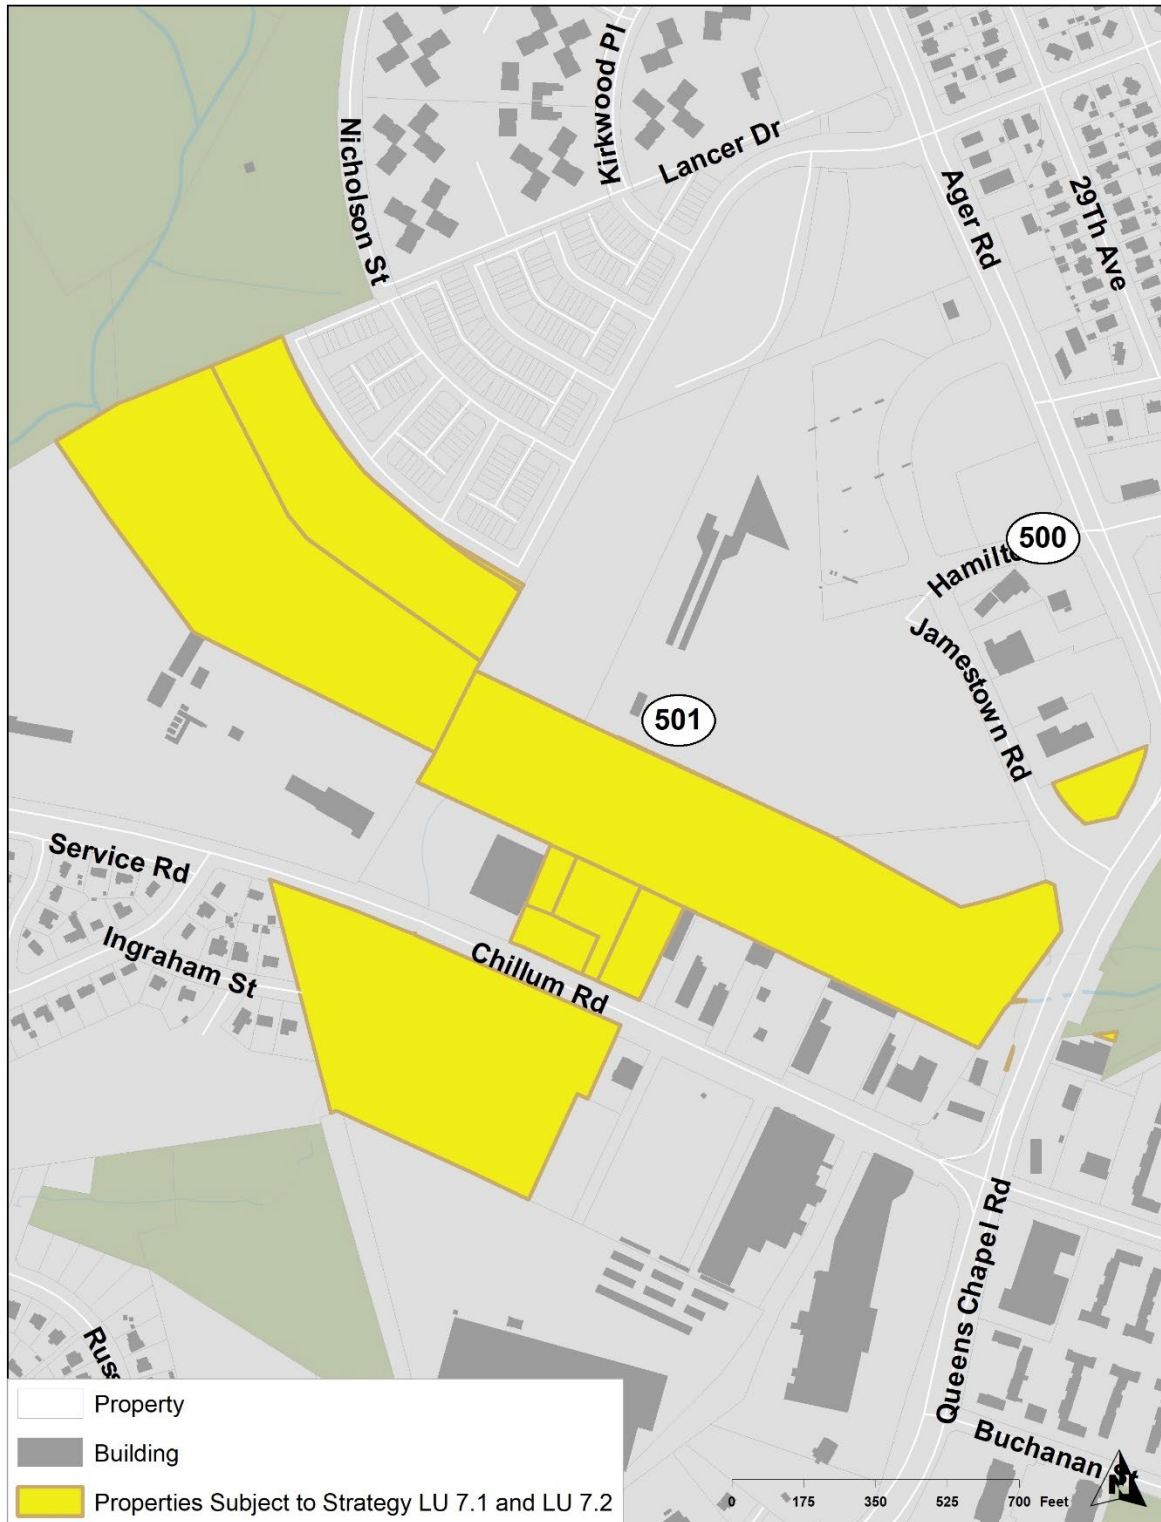 Kirkwood Pl
Lancer Dr
Nicholson St
Ager Rd
29Th Ave
500
Jamestown Rd
501
Service Rd
Ingraham St
Chillum Rd
Queens Chapel Rd
Buchanan St
Property
Building
Properties Subject to Strategy LU 7.1 and LU 7.2
0 175 350 525 700 Feet
N